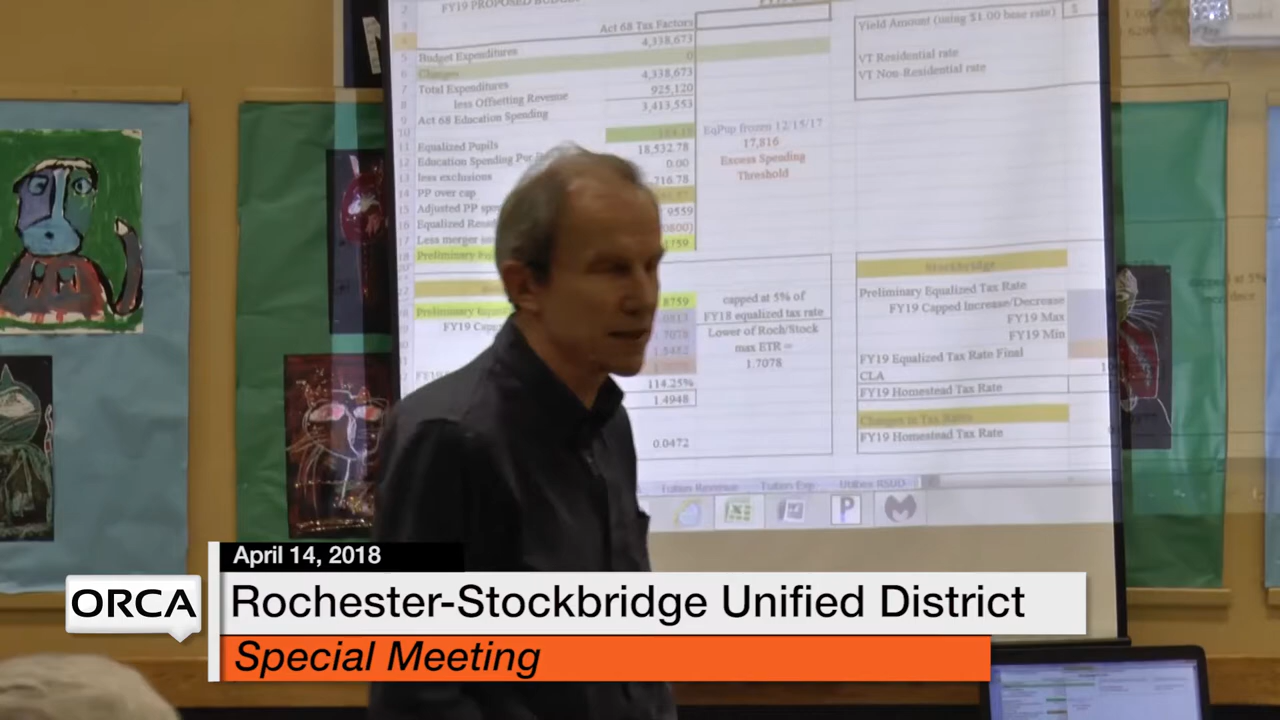 FY19 PROPOSED BUDGET
Act 68 Tax Factors
4,338,673
Budget Expenditures
0
Changes
Total Expenditures 4,338,673
less Offsetting Revenue 925,120
Act 68 Education Spending 3,413,553
Equalized Pupils
Education Spending Per 18,532.78
less exclusions 0.00
PP over cap 716.78
Adjusted PP
Equalized 9559
Less merger
Preliminary
EqPup frozen 12/15/17
17,816
Excess Spending
Threshold
Yield Amount (using $1.00 base rate) $
VT Residential rate
VT Non-Residential rate
Preliminary 8759
FY19
114.25%
1.4948
0.0472
capped at 5% of
FY18 equalized tax rate
Lower of Roch/Stock
max ETR =
1.7078
Stockbridge
Preliminary Equalized Tax Rate
FY19 Capped Increase/Decrease
FY19 Max
FY19 Min
FY19 Equalized Tax Rate Final
CLA
FY19 Homestead Tax Rate
Changes in Tax Rates
FY19 Homestead Tax Rate
Tuition Revenue Tuition Exp Utilities RSUD
P
April 14, 2018
ORCA
Rochester-Stockbridge Unified District
Special Meeting